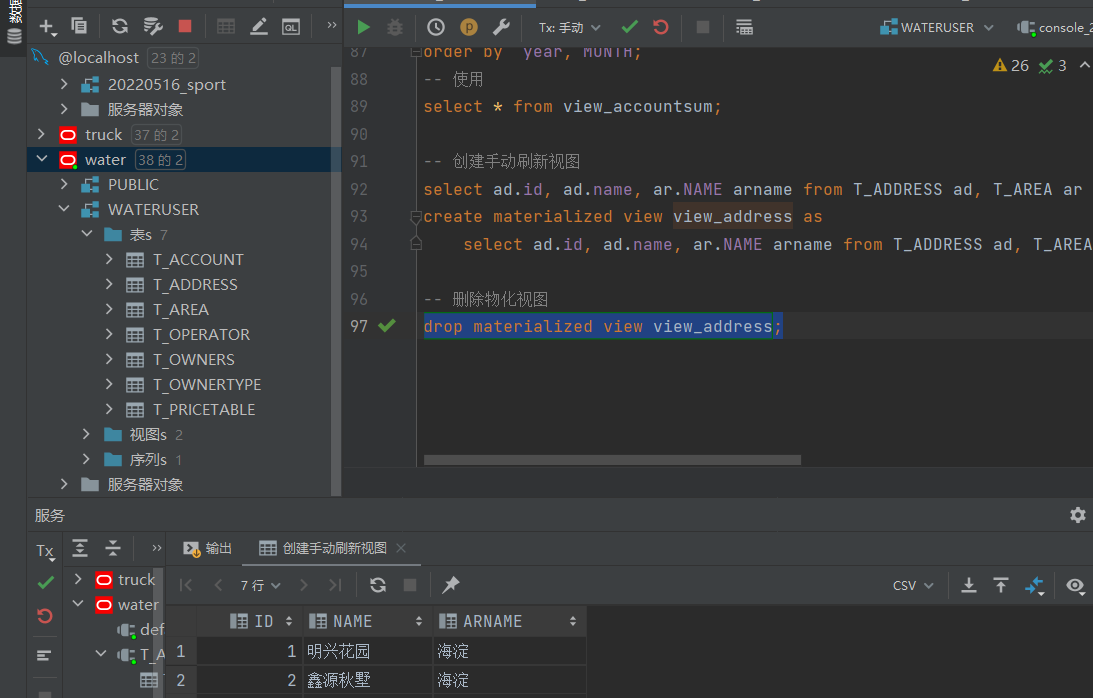 数据
@localhost 23 的 2
20220516_sport
服务器对象
truck 37 的 2
water 38 的 2
PUBLIC
WATERUSER
表s 7
T_ACCOUNT
T_ADDRESS
T_AREA
T_OPERATOR
T_OWNERS
T_OWNERTYPE
T_PRICETABLE
视图s 2
序列s 1
服务器对象
Tx: 手动
WATERUSER
console_2
26 3
87 order by year, MONTH;
88 -- 使用
89 select * from view_accountsum;
90
91 -- 创建手动刷新视图
92 select ad.id, ad.name, ar.NAME arname from T_ADDRESS ad, T_AREA ar
93 create materialized view view_address as
94 select ad.id, ad.name, ar.NAME arname from T_ADDRESS ad, T_AREA
95
96 -- 删除物化视图
97 drop materialized view view_address;
服务
Tx
truck
water
def
T_A
输出 创建手动刷新视图
7 行 CSV
ID NAME ARNAME
1 1 明兴花园 海淀
2 2 鑫源秋墅 海淀